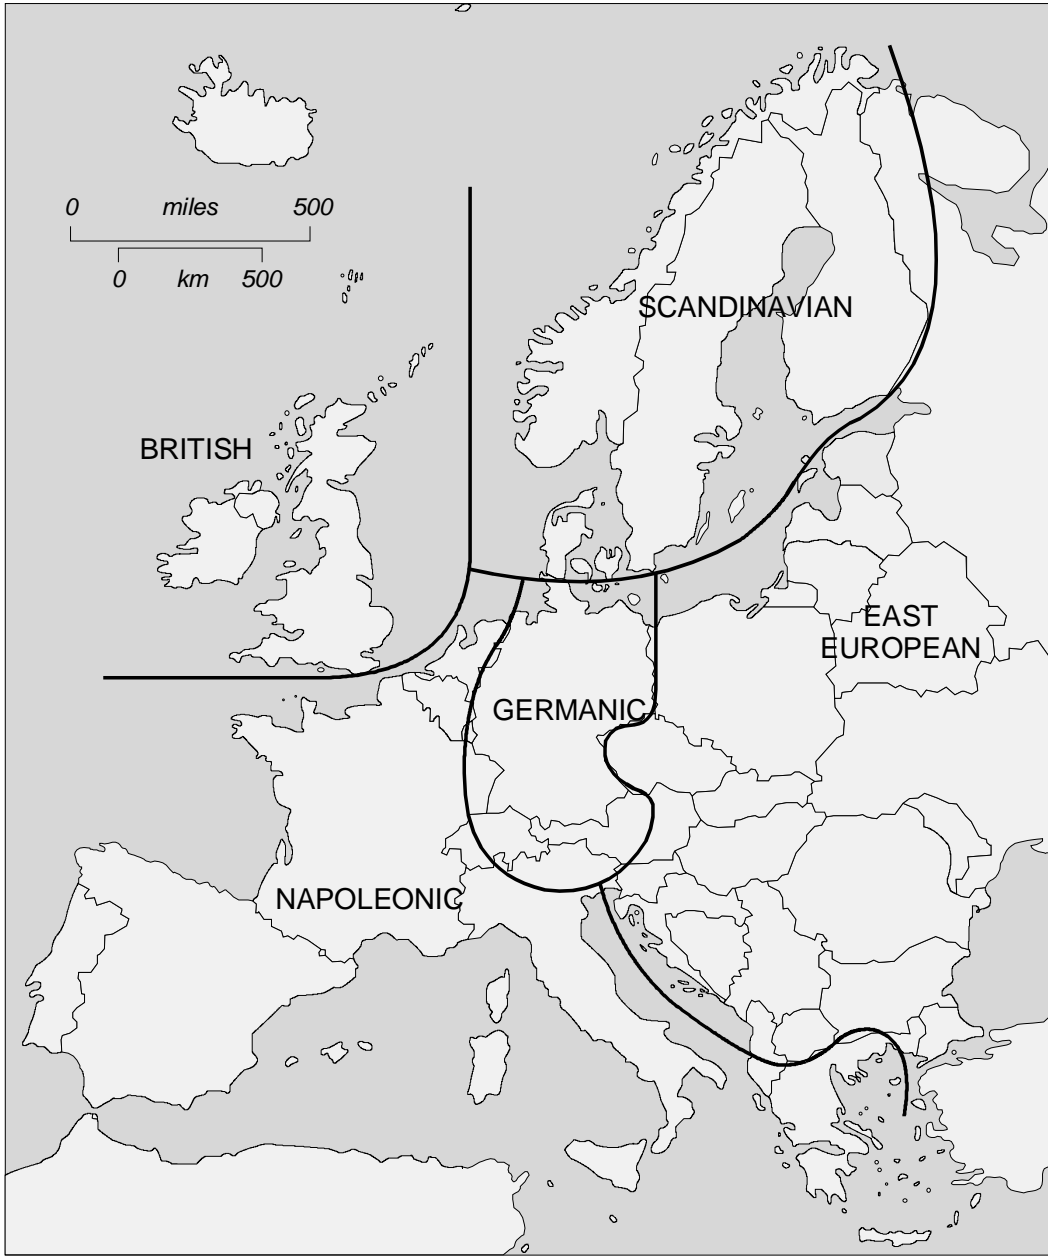 0 miles 500
0 km 500
SCANDINAVIAN
BRITISH
EAST
EUROPEAN
GERMANIC
NAPOLEONIC